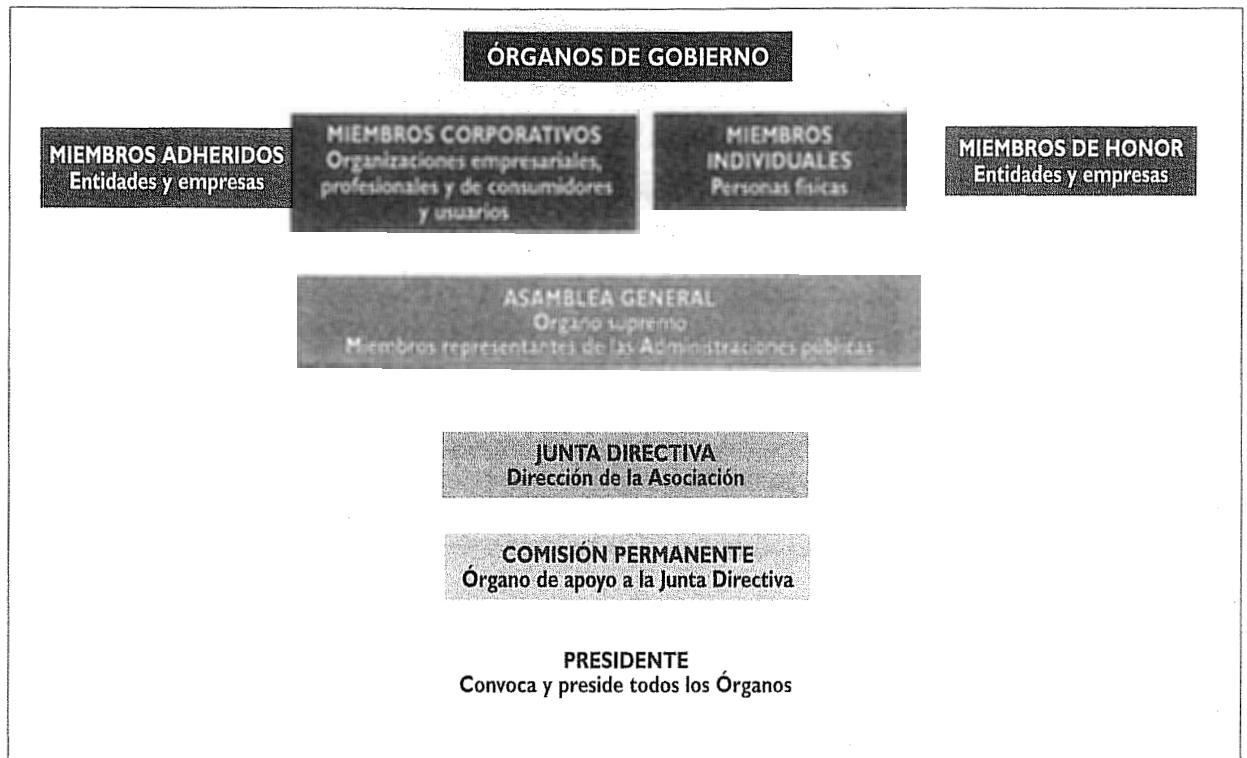 ÓRGANOS DE GOBIERNO
MIEMBROS ADHERIDOS
Entidades y empresas
MIEMBROS CORPORATIVOS
Organizaciones empresariales,
profesionales y de consumidores
y usuarios
MIEMBROS
INDIVIDUALES
Personas físicas
MIEMBROS DE HONOR
Entidades y empresas
ASAMBLEA GENERAL
Órgano supremo
Miembros representantes de las Administraciones públicas
JUNTA DIRECTIVA
Dirección de la Asociación
COMISIÓN PERMANENTE
Órgano de apoyo a la Junta Directiva
PRESIDENTE
Convoca y preside todos los Órganos